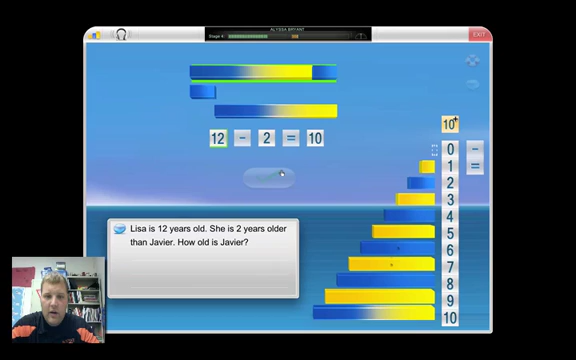 ALYSSA BRYANT
Stage 4
EXIT
12 - 2 = 10
10+
0 -
1 =
2
3
4
5
6
7
8
9
10
Lisa is 12 years old. She is 2 years older
than Javier. How old is Javier?